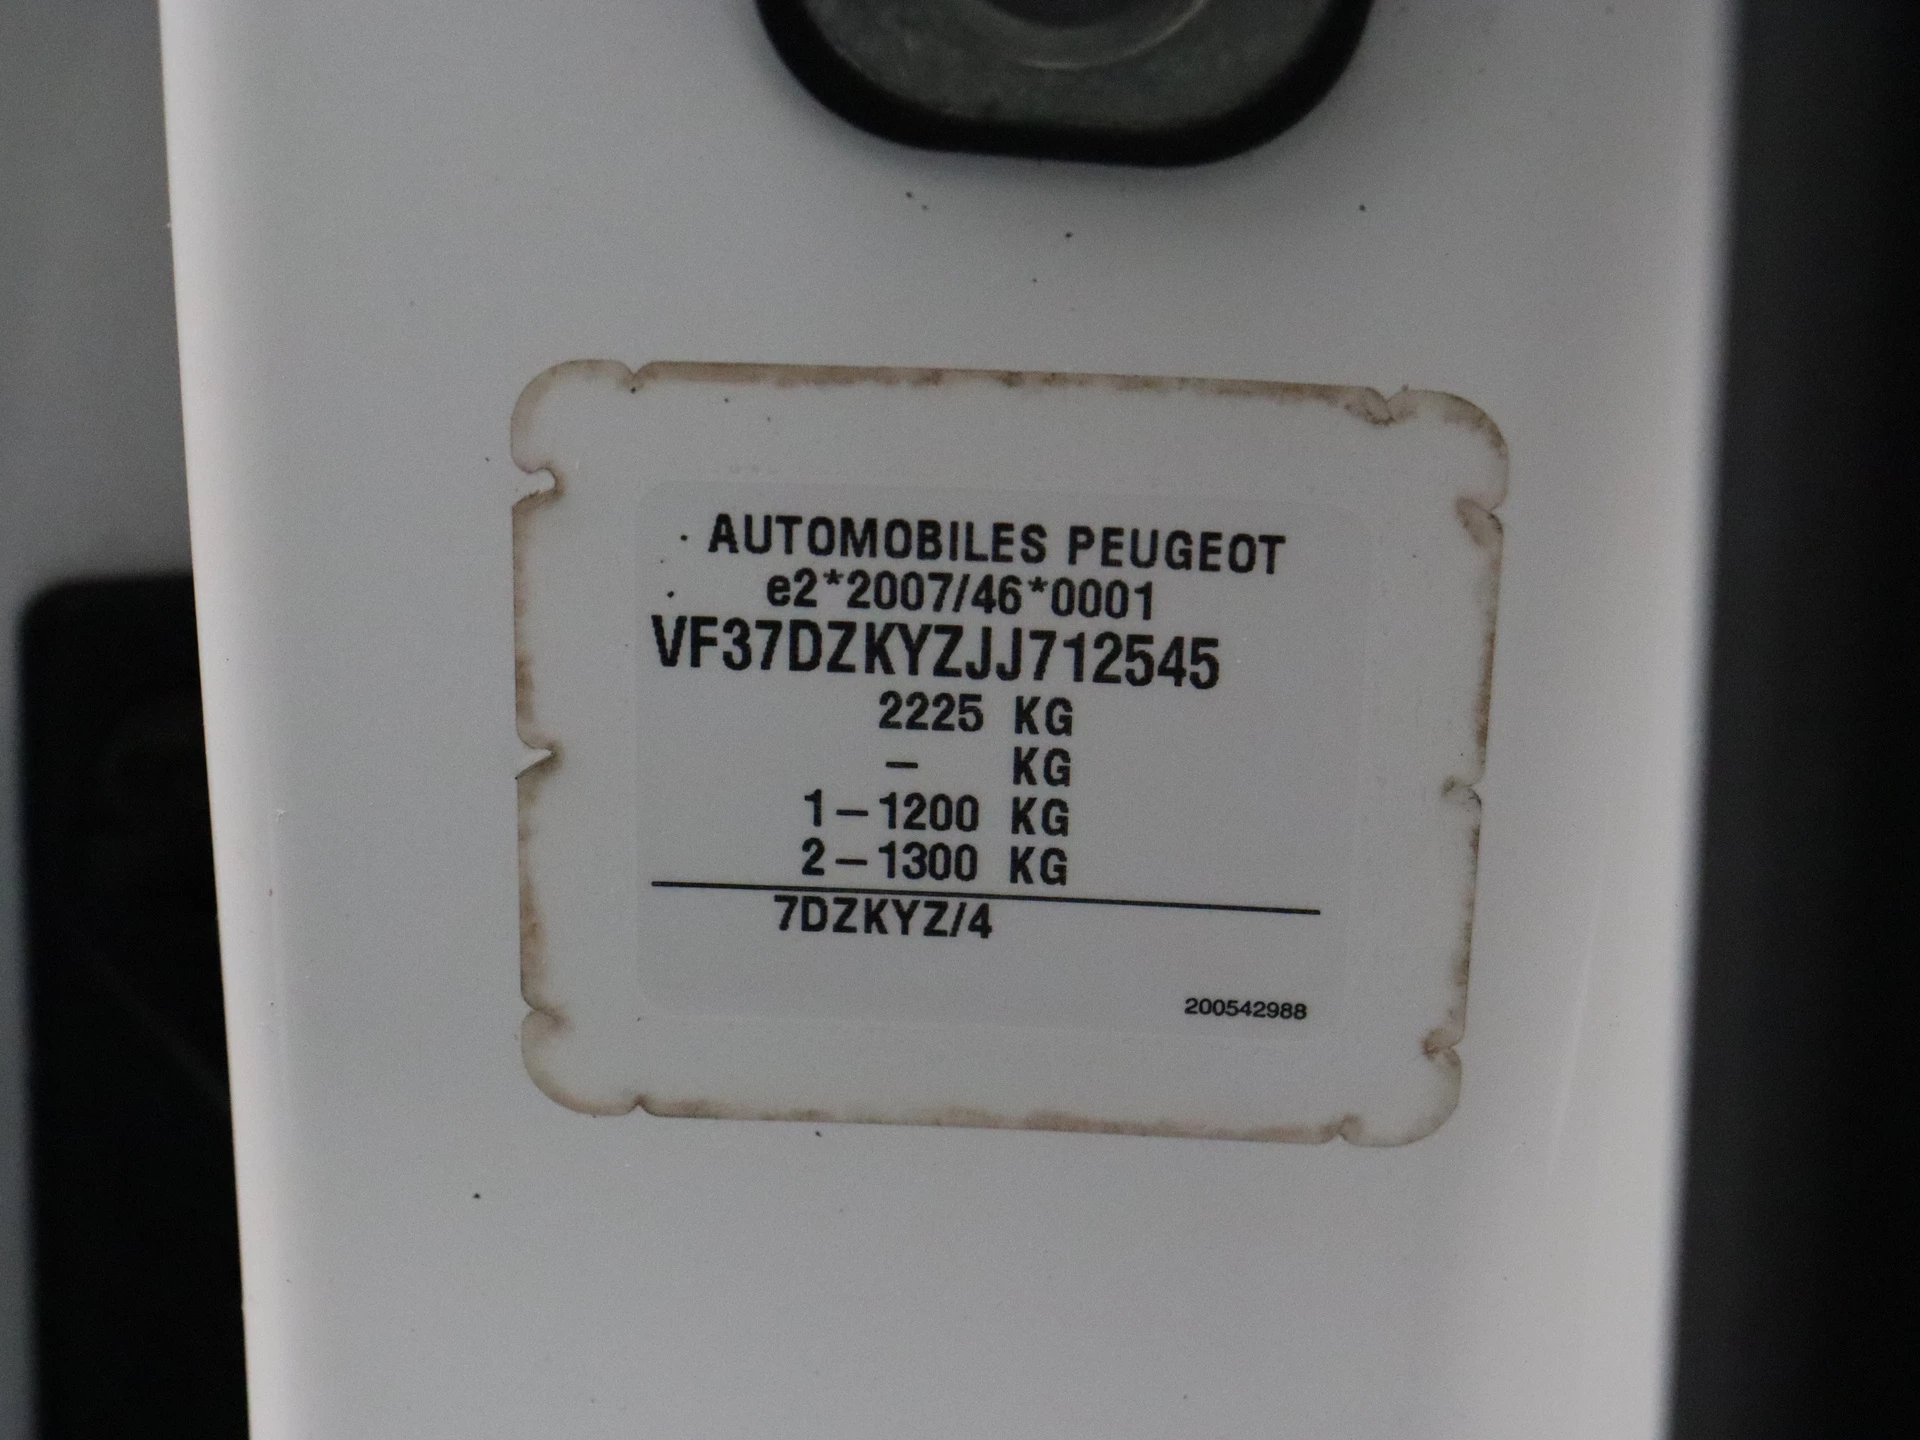 AUTOMOBILES PEUGEOT
e2*2007/46*0001
VF37DZKYZJJ712545
2225 KG
– KG
1–1200 KG
2–1300 KG
7DZKYZ/4
200542988